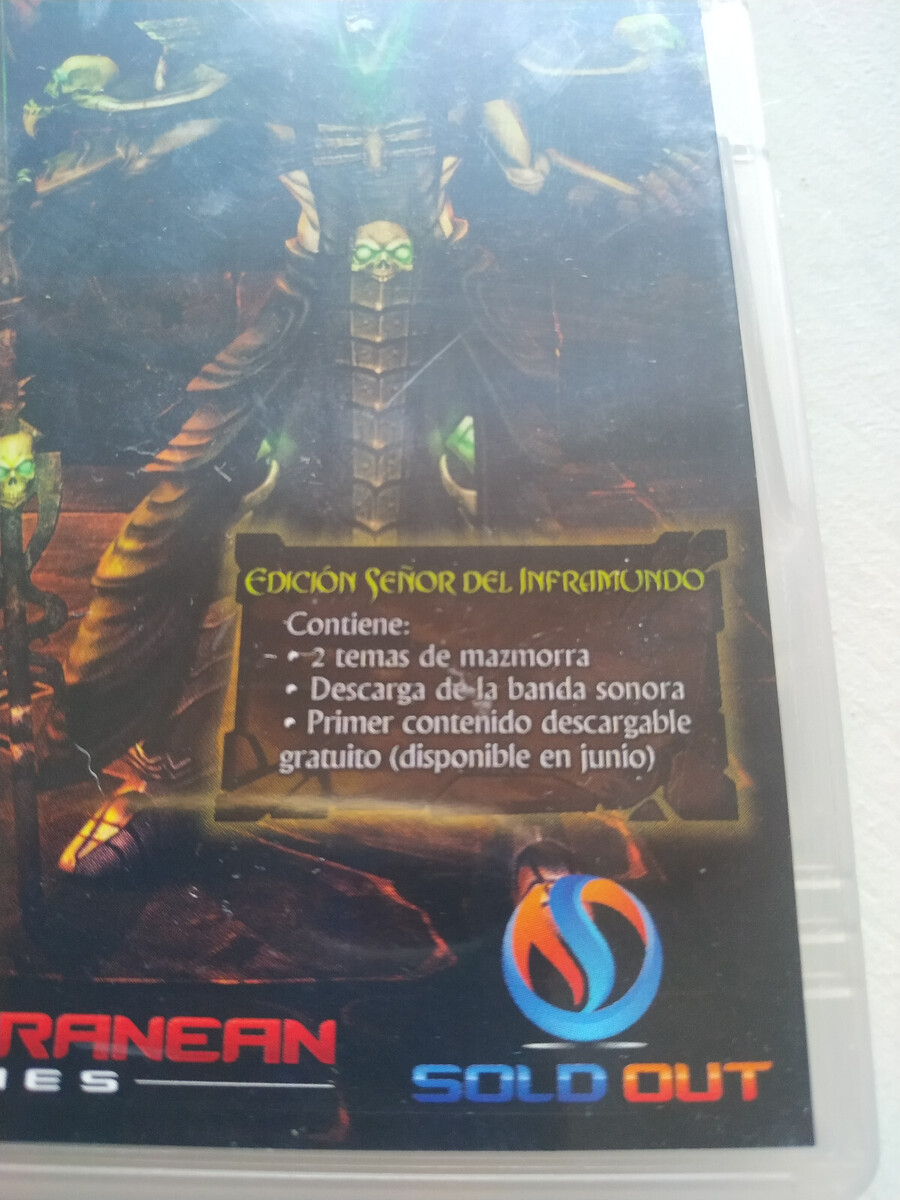 Edición Señor del Inframundo
Contiene:
• 2 temas de mazmorra
• Descarga de la banda sonora
• Primer contenido descargable
gratuito (disponible en junio)
RANEAN
SOLD OUT